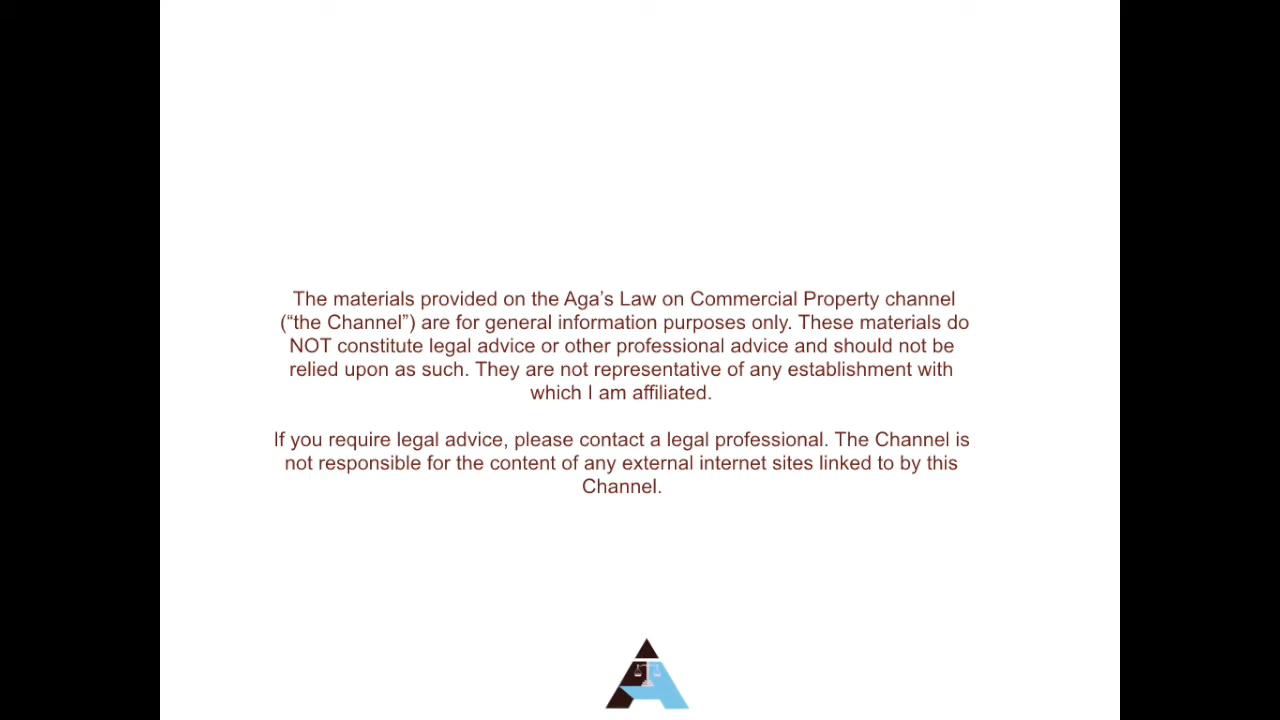 The materials provided on the Aga’s Law on Commercial Property channel
(“the Channel”) are for general information purposes only. These materials do
NOT constitute legal advice or other professional advice and should not be
relied upon as such. They are not representative of any establishment with
which I am affiliated.
If you require legal advice, please contact a legal professional. The Channel is
not responsible for the content of any external internet sites linked to by this
Channel.